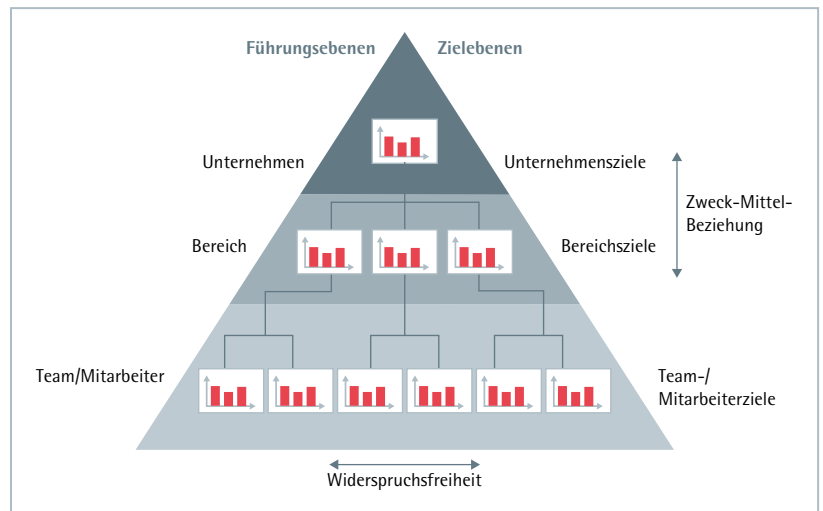 Führungsebenen Zielebenen
Unternehmen Unternehmensziele
Zweck-Mittel-
Beziehung
Bereich Bereichsziele
Team/Mitarbeiter Team-/
Mitarbeiterziele
Widerspruchsfreiheit